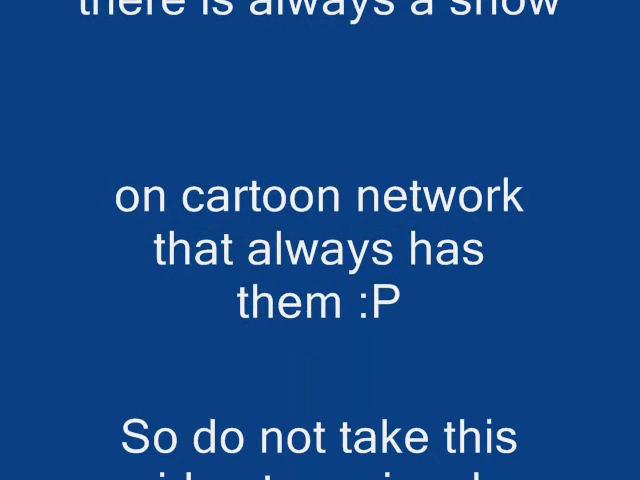 there is always a show
on cartoon network
that always has
them :P
So do not take this